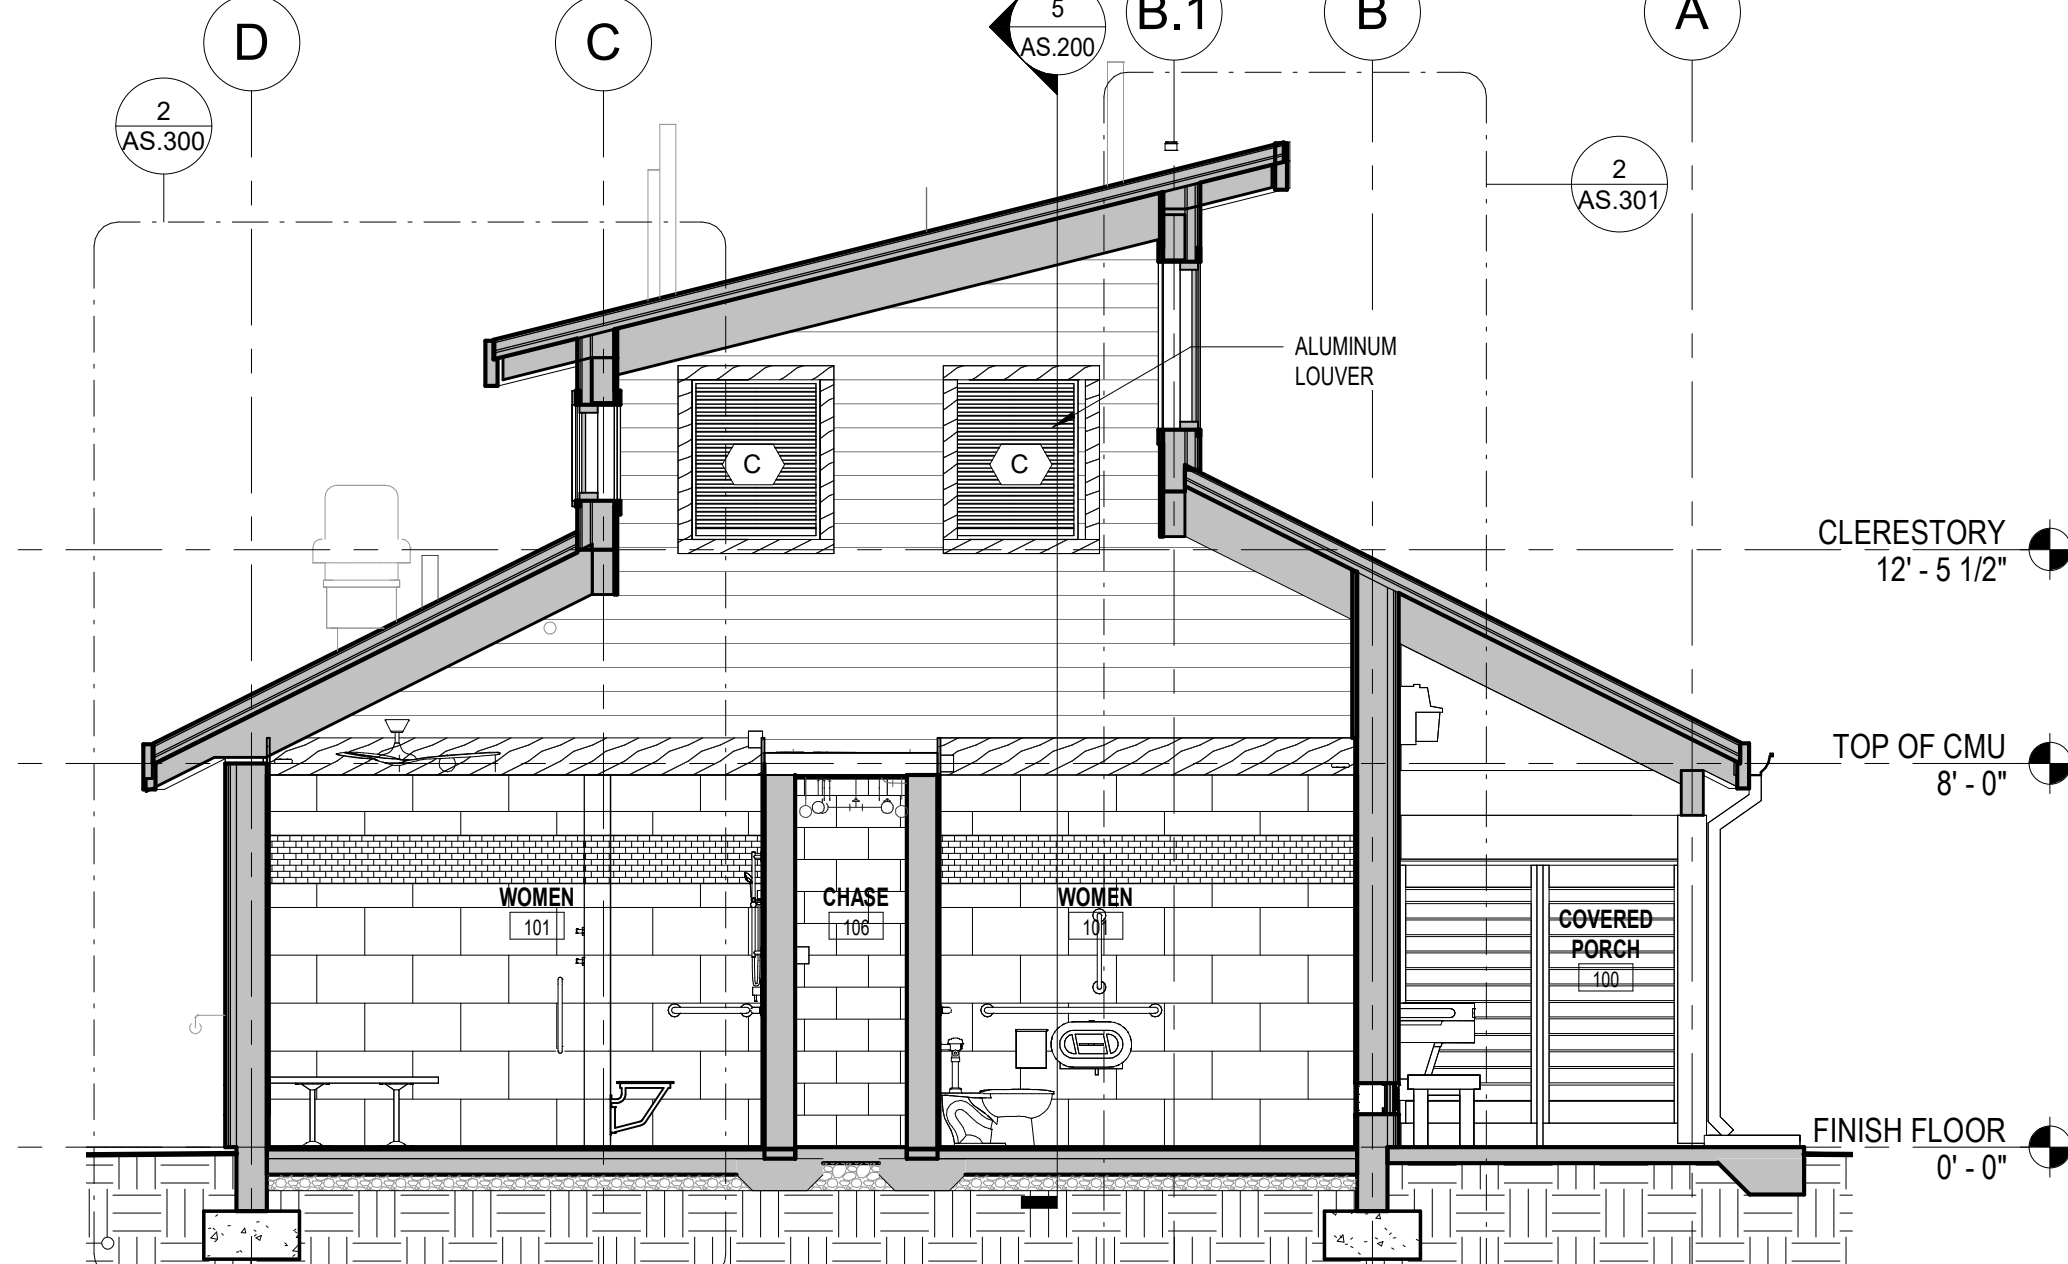 D
C
5
AS.200
B.1
B
A
2
AS.300
2
AS.301
ALUMINUM
LOUVER
C
C
CLERESTORY
12' - 5 1/2"
TOP OF CMU
8' - 0"
WOMEN
101
CHASE
106
WOMEN
101
COVERED
PORCH
100
FINISH FLOOR
0' - 0"